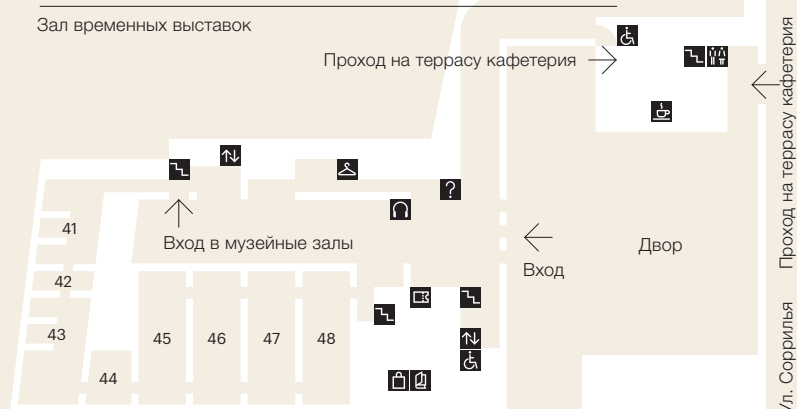 Зал временных выставок
Проход на террасу кафетерия
?
Вход в музейные залы
Вход
Двор
41
42
43
44
45
46
47
48
Проход на террасу кафетерия
Ул. Соррилья